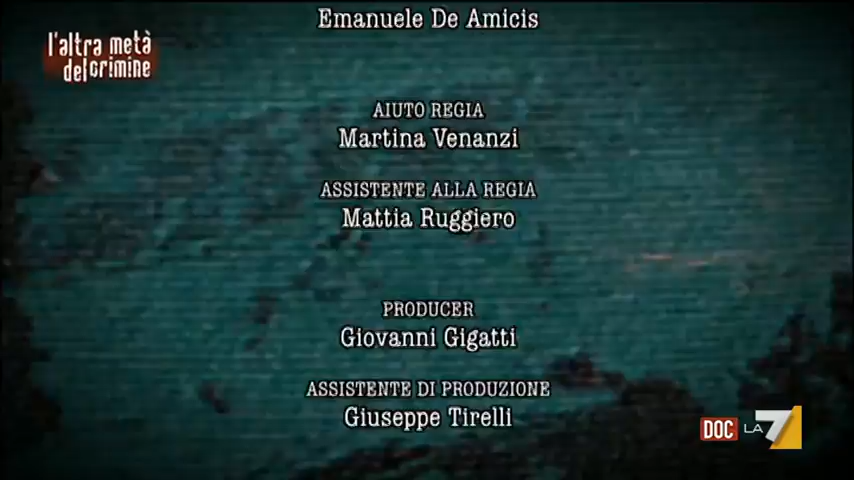 Emanuele De Amicis
l'altra metà
del crimine
AIUTO REGIA
Martina Venanzi
ASSISTENTE ALLA REGIA
Mattia Ruggiero
PRODUCER
Giovanni Gigatti
ASSISTENTE DI PRODUZIONE
Giuseppe Tirelli
DOC LA 7